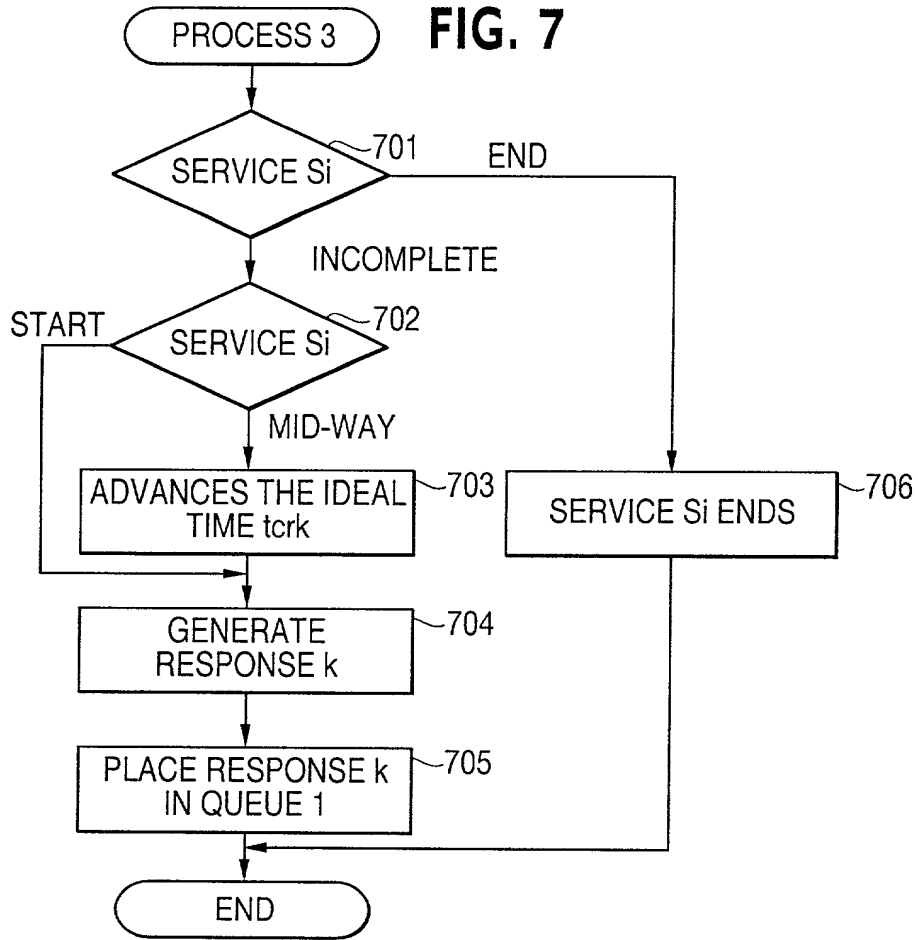 PROCESS 3
FIG. 7
701
SERVICE Si
END
INCOMPLETE
702
START
SERVICE Si
MID-WAY
ADVANCES THE IDEAL
TIME tcrk
703
SERVICE Si ENDS
706
GENERATE
RESPONSE k
704
PLACE RESPONSE k
IN QUEUE 1
705
END